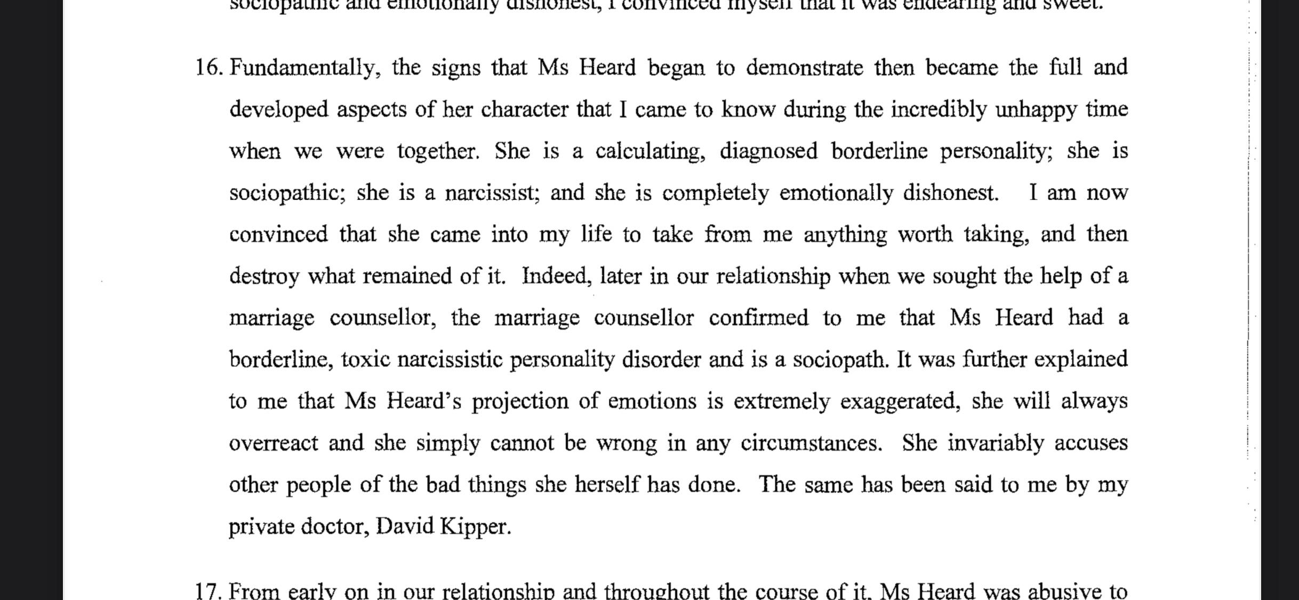 sociopathic and emotionally dishonest, I convinced myself that it was endearing and sweet.
16. Fundamentally, the signs that Ms Heard began to demonstrate then became the full and
developed aspects of her character that I came to know during the incredibly unhappy time
when we were together. She is a calculating, diagnosed borderline personality; she is
sociopathic; she is a narcissist; and she is completely emotionally dishonest. I am now
convinced that she came into my life to take from me anything worth taking, and then
destroy what remained of it. Indeed, later in our relationship when we sought the help of a
marriage counsellor, the marriage counsellor confirmed to me that Ms Heard had a
borderline, toxic narcissistic personality disorder and is a sociopath. It was further explained
to me that Ms Heard's projection of emotions is extremely exaggerated, she will always
overreact and she simply cannot be wrong in any circumstances. She invariably accuses
other people of the bad things she herself has done. The same has been said to me by my
private doctor, David Kipper.
17. From early on in our relationship and throughout the course of it, Ms Heard was abusive to